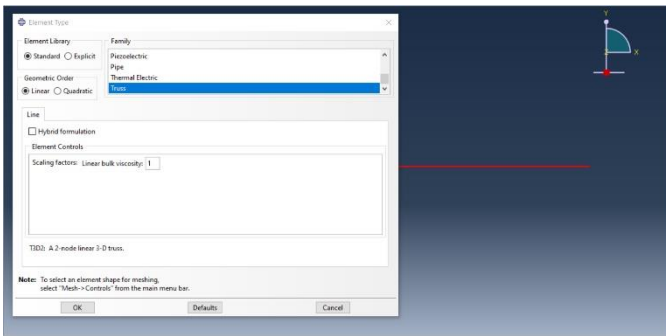 Element Type
Element Library
Family
Standard
Explicit
Piezoelectric
Pipe
Thermal Electric
Truss
Geometric Order
Linear
Quadratic
Line
Hybrid formulation
Element Controls
Scaling factors: Linear bulk viscosity: 1
T3D2: A 2-node linear 3-D truss.
Note: To select an element shape for meshing,
select "Mesh->Controls" from the main menu bar.
OK
Defaults
Cancel
Y
Z
X